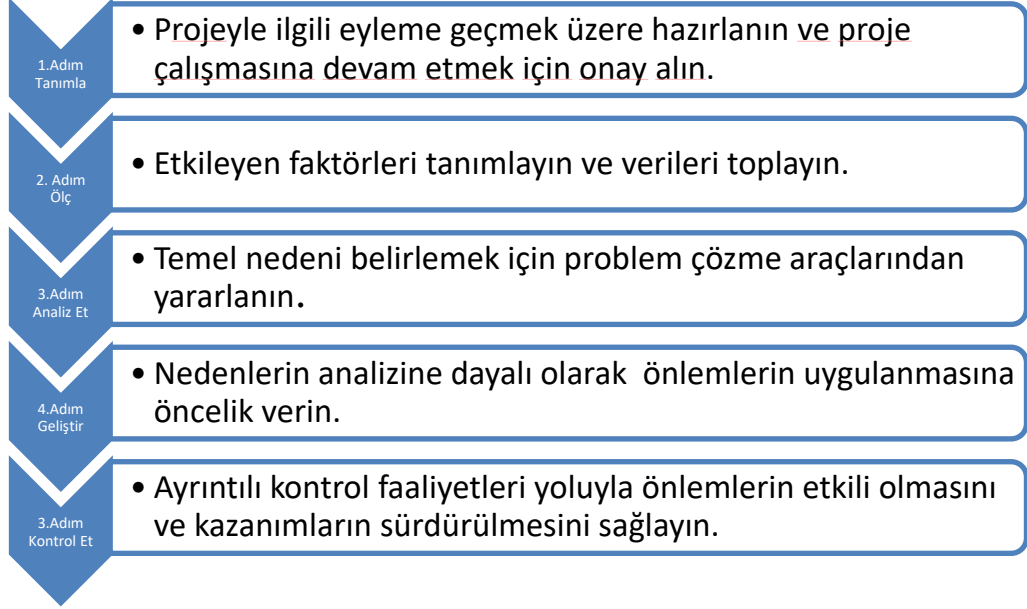 1.Adım
Tanımla
• Projeyle ilgili eyleme geçmek üzere hazırlanın ve proje
çalışmasına devam etmek için onay alın.
2. Adım
Ölç
• Etkileyen faktörleri tanımlayın ve verileri toplayın.
3.Adım
Analiz Et
• Temel nedeni belirlemek için problem çözme araçlarından
yararlanın.
4.Adım
Geliştir
• Nedenlerin analizine dayalı olarak  önlemlerin uygulanmasına
öncelik verin.
3.Adım
Kontrol Et
• Ayrıntılı kontrol faaliyetleri yoluyla önlemlerin etkili olmasını
ve kazanımların sürdürülmesini sağlayın.